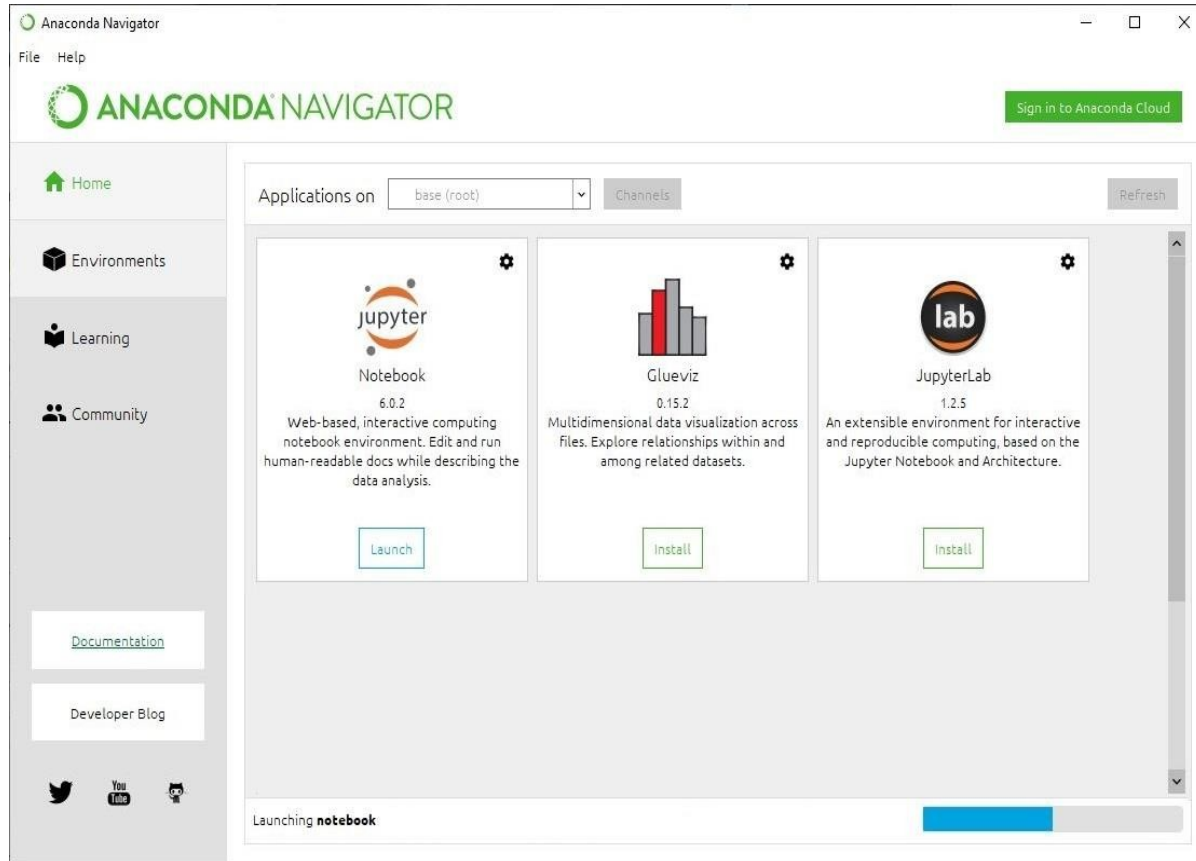 Anaconda Navigator
File Help
ANACONDA NAVIGATOR
Sign in to Anaconda Cloud
Home
Environments
Learning
Community
Documentation
Developer Blog
You
Tube
Applications on base (root) Channels Refresh
jupyter
Notebook
6.0.2
Web-based, interactive computing
notebook environment. Edit and run
human-readable docs while describing the
data analysis.
Launch
Glueviz
0.15.2
Multidimensional data visualization across
files. Explore relationships within and
among related datasets.
Install
lab
JupyterLab
1.2.5
An extensible environment for interactive
and reproducible computing, based on the
Jupyter Notebook and Architecture.
Install
Launching notebook